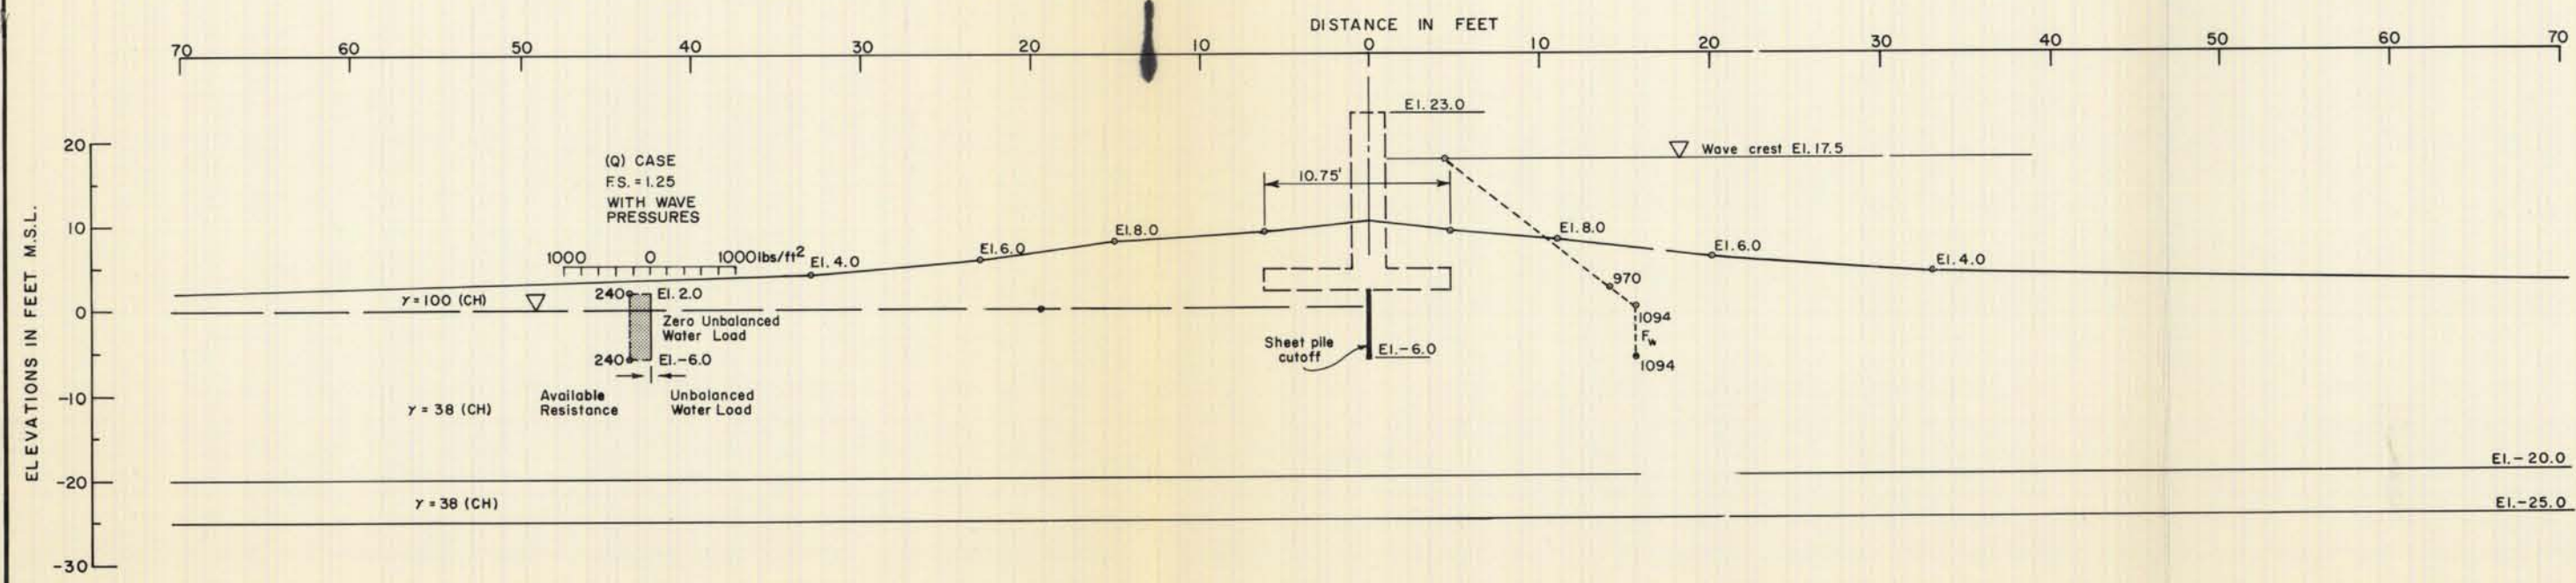 DISTANCE IN FEET
70 60 50 40 30 20 10 0 10 20 30 40 50 60 70
ELEVATIONS IN FEET M.S.L.
20
10
0
-10
-20
-30
El. 23.0
Wave crest El. 17.5
(Q) CASE
F.S. = 1.25
WITH WAVE
PRESSURES
10.75'
1000 0 1000 lbs/ft²
El. 4.0
El. 6.0
El. 8.0
El. 8.0
El. 6.0
El. 4.0
γ = 100 (CH)
240 El. 2.0
Zero Unbalanced
Water Load
240 El.-6.0
Available
Resistance
Unbalanced
Water Load
970
1094
Fw
1094
Sheet pile
cutoff
El.-6.0
γ = 38 (CH)
El.-20.0
γ = 38 (CH)
El.-25.0